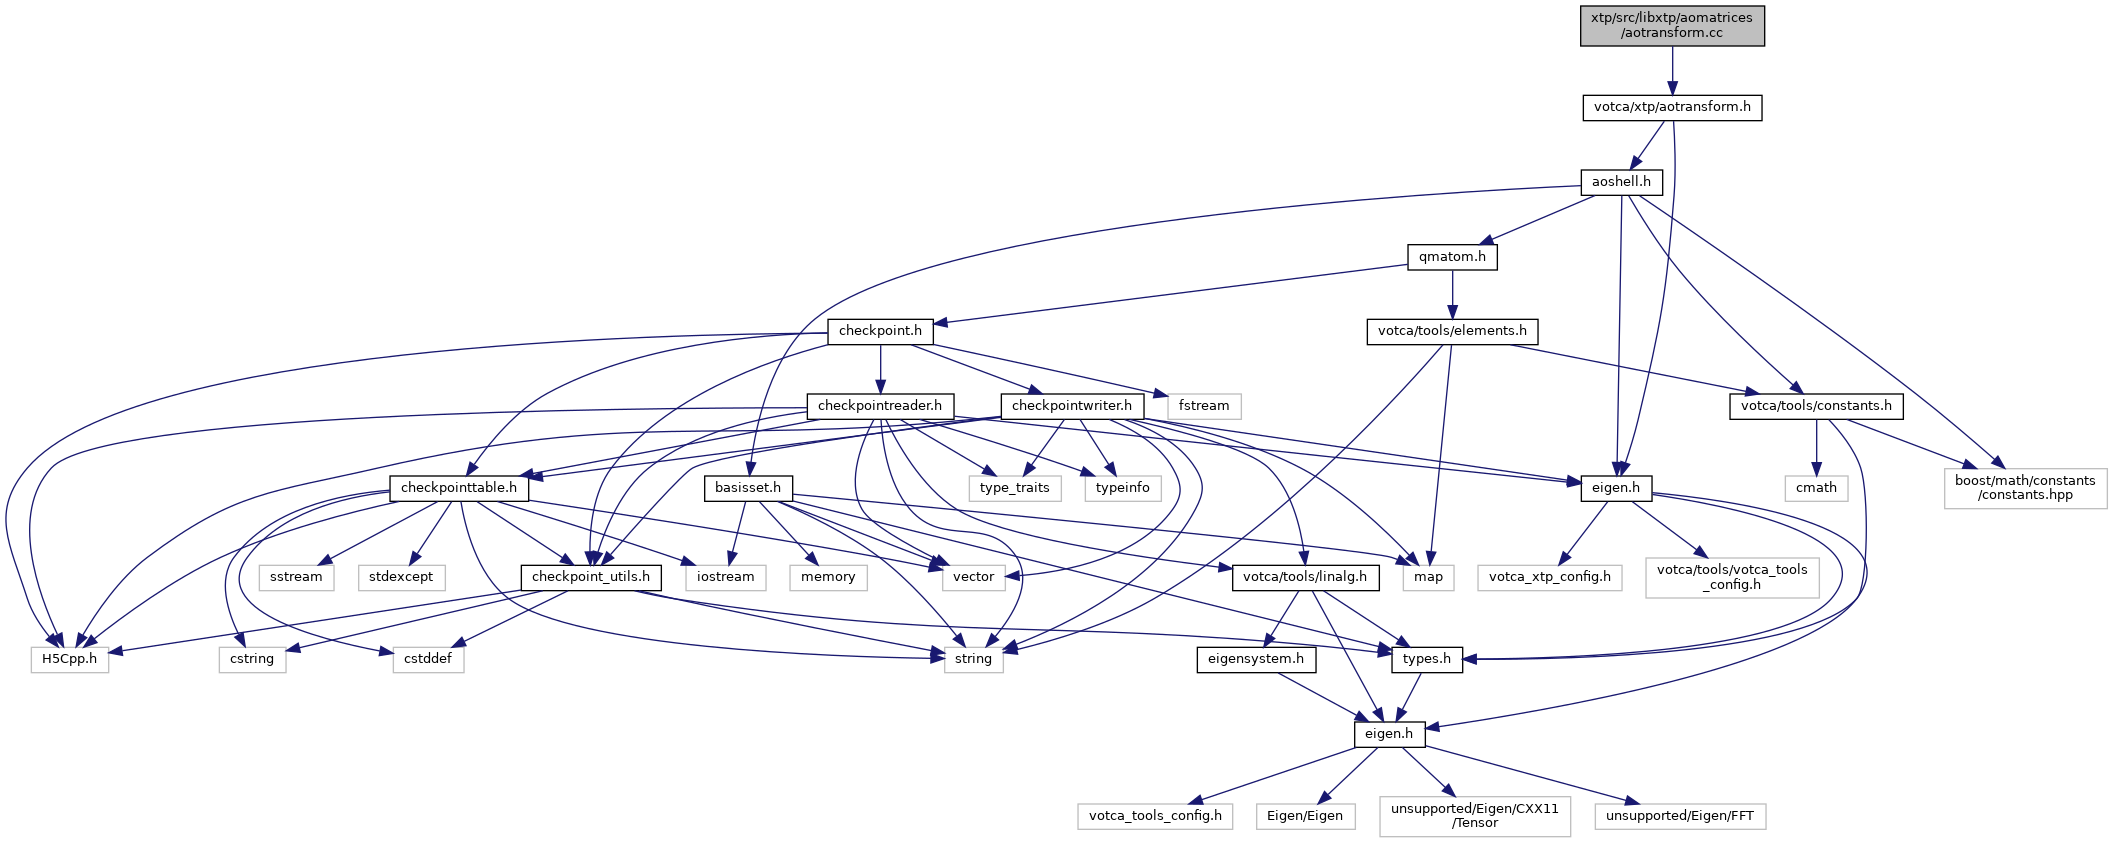 xtp/src/libxtp/aomatrices
/aotransform.cc
votca/xtp/aotransform.h
aoshell.h
qmatom.h
checkpoint.h
votca/tools/elements.h
checkpointreader.h
checkpointwriter.h
fstream
votca/tools/constants.h
checkpointtable.h
basisset.h
type_traits
typeinfo
eigen.h
cmath
boost/math/constants
/constants.hpp
sstream
stdexcept
checkpoint_utils.h
iostream
memory
vector
votca/tools/linalg.h
map
votca_xtp_config.h
votca/tools/votca_tools
_config.h
H5Cpp.h
cstring
cstddef
string
eigensystem.h
types.h
eigen.h
votca_tools_config.h
Eigen/Eigen
unsupported/Eigen/CXX11
/Tensor
unsupported/Eigen/FFT